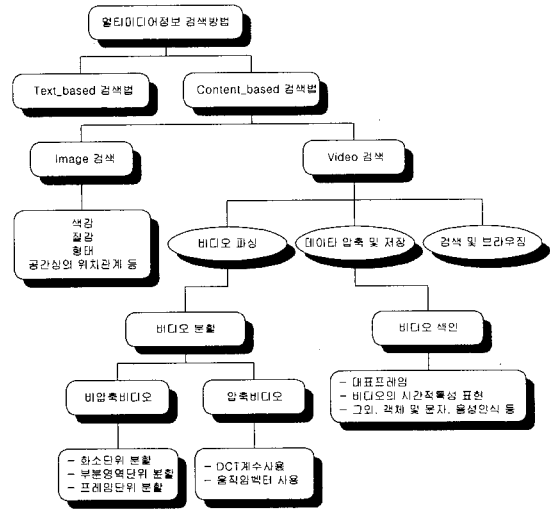 멀티미디어정보 검색방법
Text_based 검색법
Content_based 검색법
Image 검색
Video 검색
색감
질감
형태
공간상의 위치관계 등
비디오 파싱
데이타 압축 및 저장
검색 및 브라우징
비디오 분할
비디오 색인
비압축비디오
압축비디오
- 대표프레임
- 비디오의 시간적특성 표현
- 그외, 객체 및 문자, 음성인식 등
- 화소단위 분할
- 부분영역단위 분할
- 프레임단위 분할
- DCT계수사용
- 움직임벡터 사용